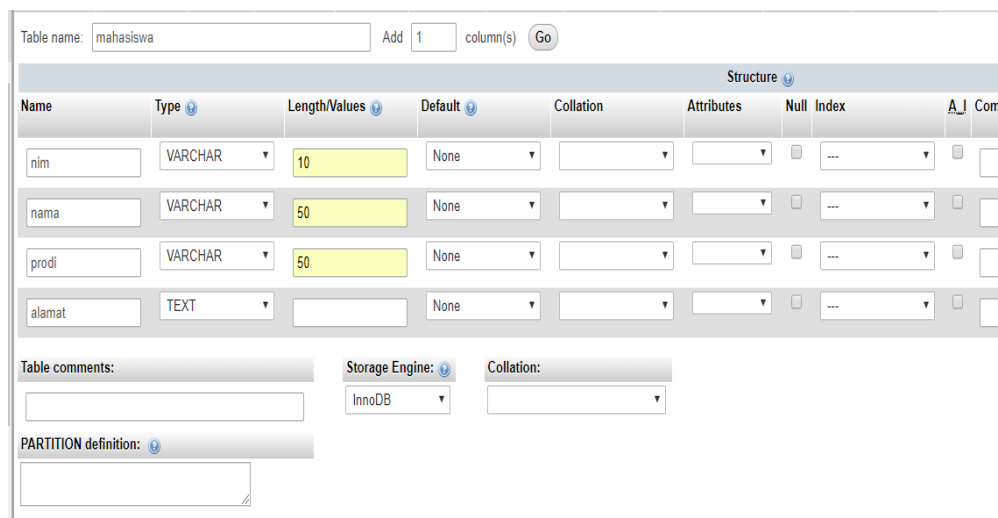 Table name: mahasiswa Add 1 column(s) Go
Structure
Name Type Length/Values Default Collation Attributes Null Index A_I Com
nim VARCHAR 10 None ---
nama VARCHAR 50 None ---
prodi VARCHAR 50 None ---
alamat TEXT None ---
Table comments: Storage Engine: Collation:
InnoDB
PARTITION definition: